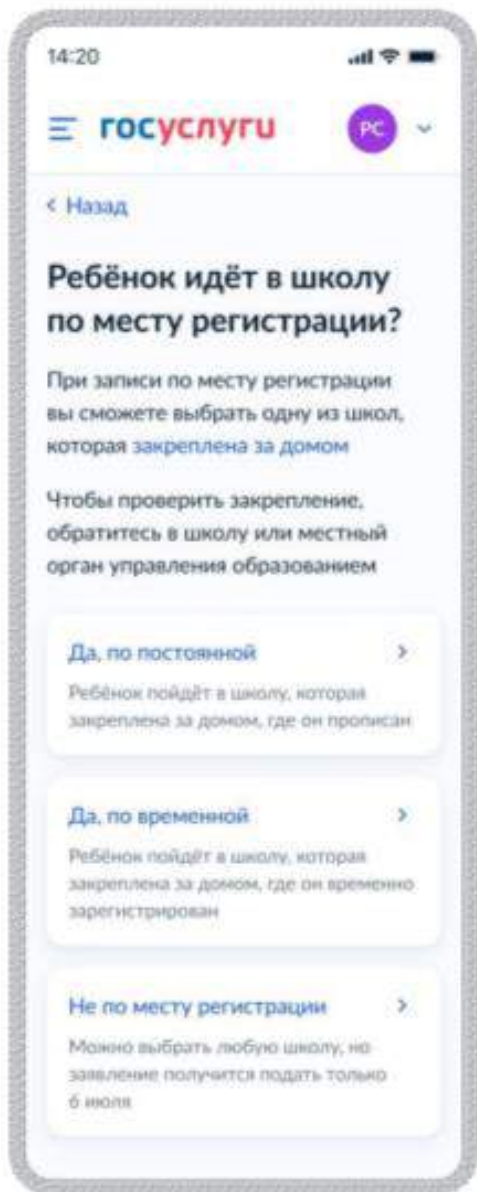 14:20
госуслуги
РС
Назад
Ребёнок идёт в школу
по месту регистрации?
При записи по месту регистрации
вы сможете выбрать одну из школ,
которая закреплена за домом
Чтобы проверить закрепление,
обратитесь в школу или местный
орган управления образованием
Да, по постоянной
Ребёнок пойдёт в школу, которая
закреплена за домом, где он прописан
Да, по временной
Ребёнок пойдёт в школу, которая
закреплена за домом, где он временно
зарегистрирован
Не по месту регистрации
Можно выбрать любую школу, но
заявление получится подать только
6 июля